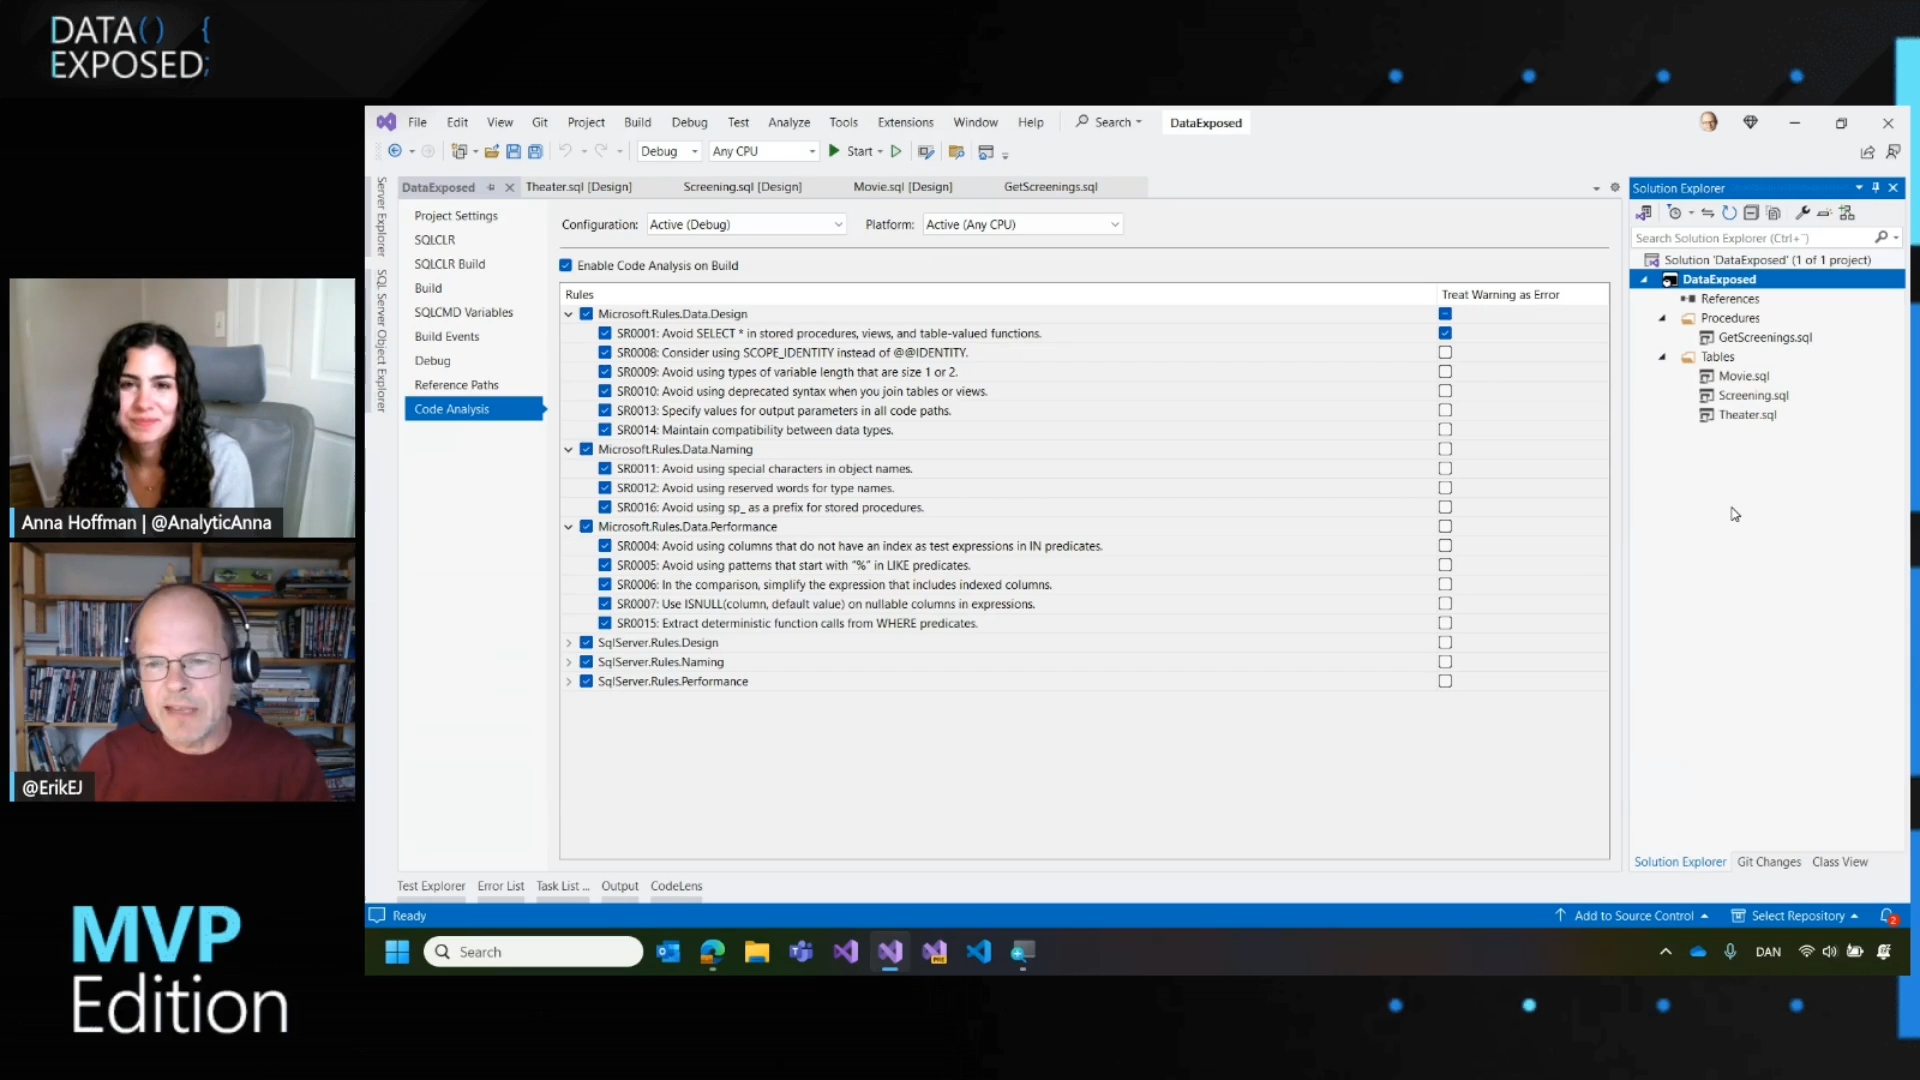 DATA() {
EXPOSED;
File Edit View Git Project Build Debug Test Analyze Tools Extensions Window Help Search DataExposed
Debug Any CPU Start
Server Explorer
SQL Server Object Explorer
DataExposed Theater.sql [Design] Screening.sql [Design] Movie.sql [Design] GetScreenings.sql
Project Settings
SQLCLR
SQLCLR Build
Build
SQLCMD Variables
Build Events
Debug
Reference Paths
Code Analysis
Configuration: Active (Debug) Platform: Active (Any CPU)
Enable Code Analysis on Build
Rules Treat Warning as Error
Microsoft.Rules.Data.Design
SR0001: Avoid SELECT * in stored procedures, views, and table-valued functions.
SR0008: Consider using SCOPE_IDENTITY instead of @@IDENTITY.
SR0009: Avoid using types of variable length that are size 1 or 2.
SR0010: Avoid using deprecated syntax when you join tables or views.
SR0013: Specify values for output parameters in all code paths.
SR0014: Maintain compatibility between data types.
Microsoft.Rules.Data.Naming
SR0011: Avoid using special characters in object names.
SR0012: Avoid using reserved words for type names.
SR0016: Avoid using sp_ as a prefix for stored procedures.
Microsoft.Rules.Data.Performance
SR0004: Avoid using columns that do not have an index as test expressions in IN predicates.
SR0005: Avoid using patterns that start with "%" in LIKE predicates.
SR0006: In the comparison, simplify the expression that includes indexed columns.
SR0007: Use ISNULL(column, default value) on nullable columns in expressions.
SR0015: Extract deterministic function calls from WHERE predicates.
SqlServer.Rules.Design
SqlServer.Rules.Naming
SqlServer.Rules.Performance
Solution Explorer
Search Solution Explorer (Ctrl+¨)
Solution 'DataExposed' (1 of 1 project)
DataExposed
References
Procedures
GetScreenings.sql
Tables
Movie.sql
Screening.sql
Theater.sql
Solution Explorer Git Changes Class View
Test Explorer Error List Task List ... Output CodeLens
Ready Add to Source Control Select Repository 2
Search PRE DAN
Anna Hoffman | @AnalyticAnna
@ErikEJ
MVP
Edition